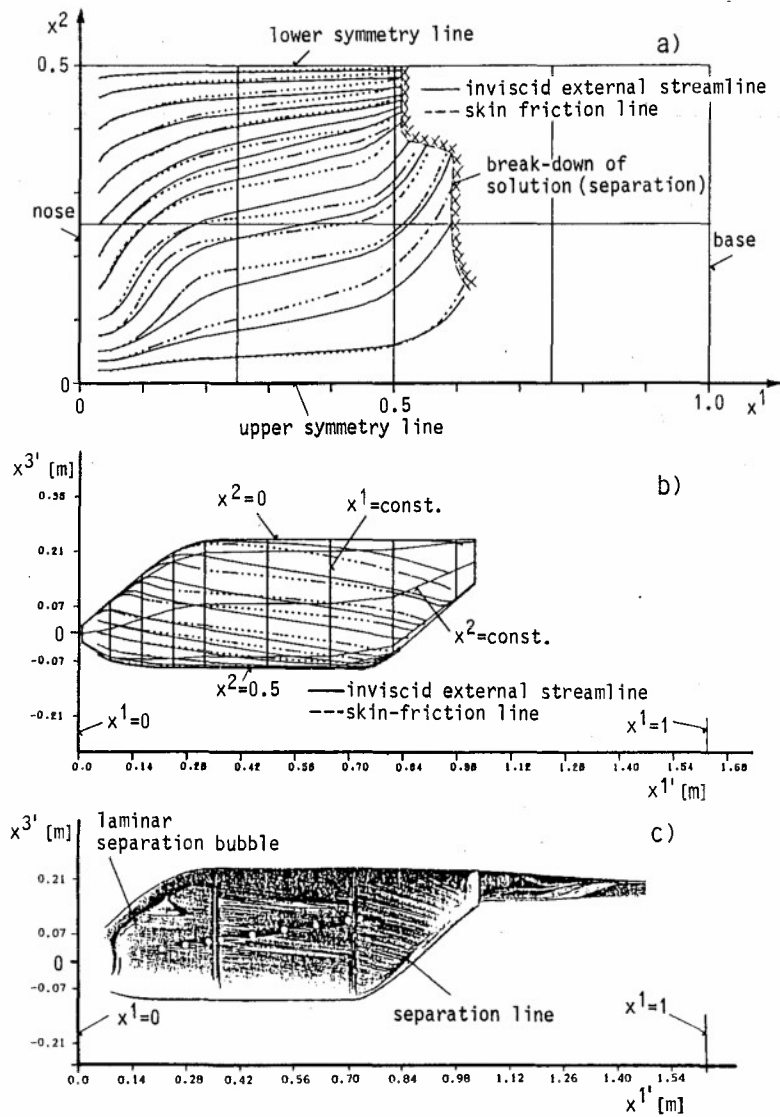 x²
lower symmetry line
a)
0.5
inviscid external streamline
skin friction line
break-down of
solution (separation)
nose
base
0
0
0.5
1.0
x¹
upper symmetry line
x³' [m]
b)
x²=0
x¹=const.
0.21
0.07
0
-0.07
x²=const.
x²=0.5
inviscid external streamline
-0.21
skin-friction line
x¹=0
x¹=1
0.0 0.14 0.28 0.42 0.56 0.70 0.84 0.98 1.12 1.26 1.40 1.54 1.68
x¹' [m]
laminar
x³' [m]
separation bubble
c)
0.21
0.07
0
-0.07
x¹=0
separation line
x¹=1
-0.21
0.0 0.14 0.28 0.42 0.56 0.70 0.84 0.98 1.12 1.26 1.40 1.54
x¹' [m]